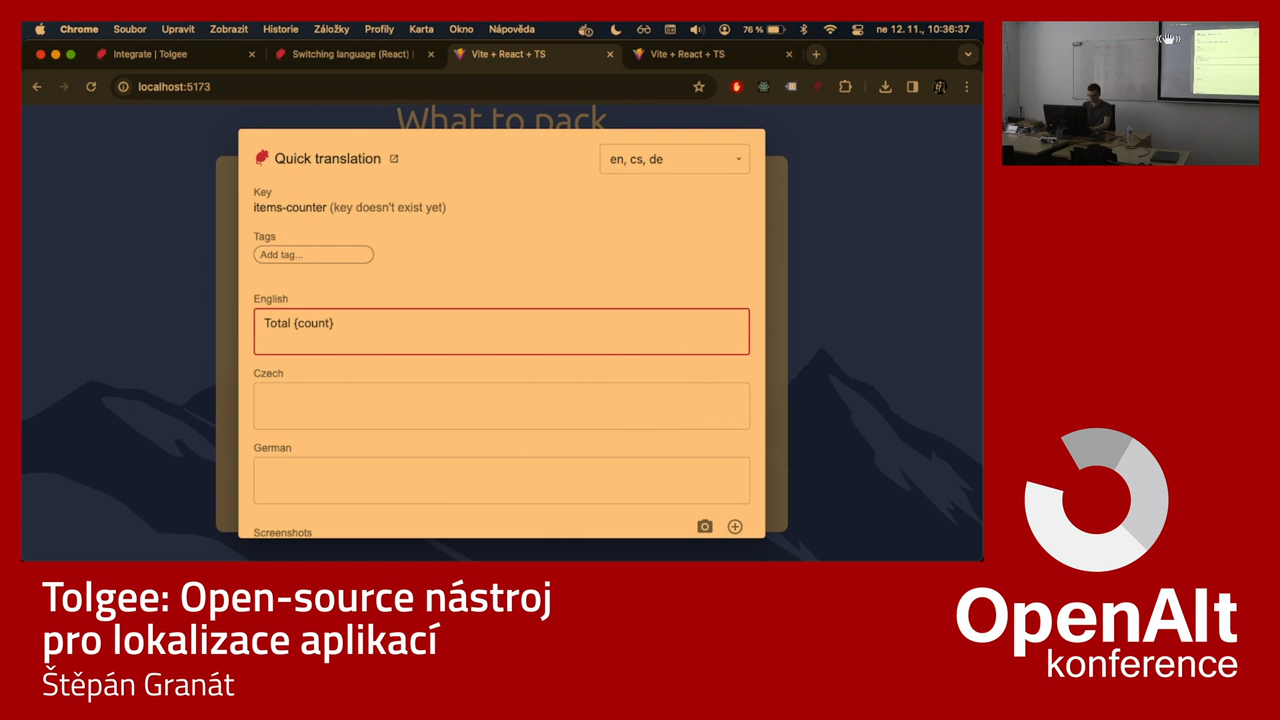 Chrome Soubor Upravit Zobrazit Historie Záložky Profily Karta Okno Nápověda 76 % ne 12. 11., 10:36:37
Integrate | Tolgee
Switching language (React) |
Vite + React + TS
Vite + React + TS
localhost:5173
What to pack
Quick translation
en, cs, de
Key
items-counter (key doesn't exist yet)
Tags
Add tag...
English
Total {count}
Czech
German
Screenshots
Tolgee: Open-source nástroj
pro lokalizace aplikací
Štěpán Granát
OpenAlt
konference